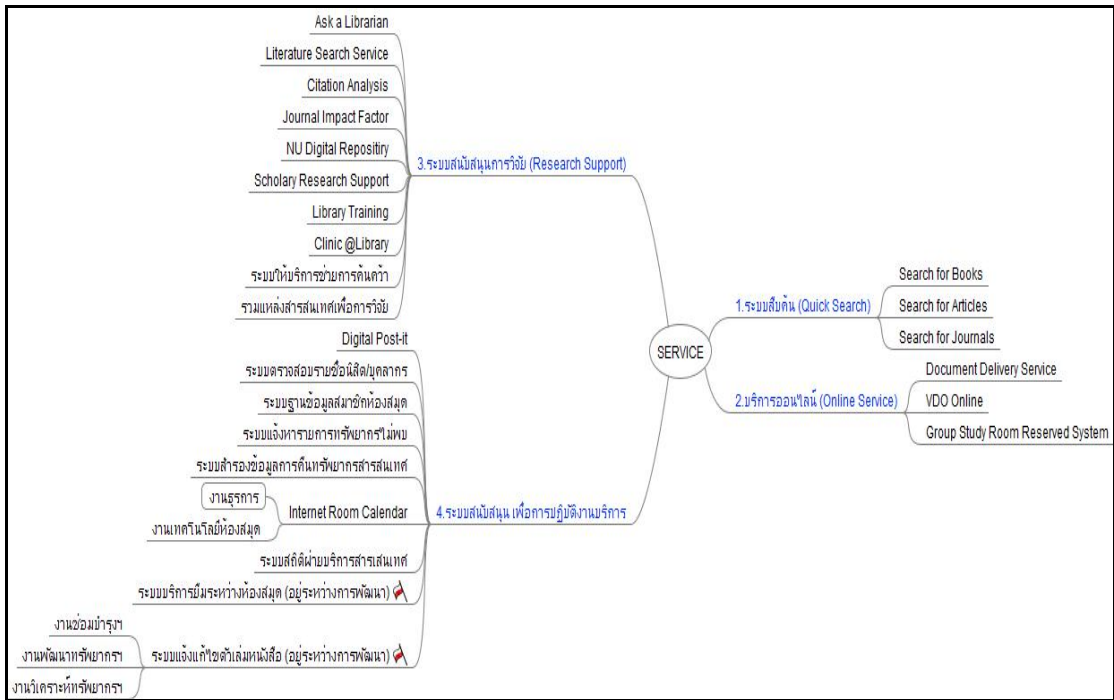 SERVICE
1.ระบบสืบค้น (Quick Search)
Search for Books
Search for Articles
Search for Journals
2.บริการออนไลน์ (Online Service)
Document Delivery Service
VDO Online
Group Study Room Reserved System
3.ระบบสนับสนุนการวิจัย (Research Support)
Ask a Librarian
Literature Search Service
Citation Analysis
Journal Impact Factor
NU Digital Repositiry
Scholary Research Support
Library Training
Clinic @Library
ระบบให้บริการช่วยการค้นคว้า
รวมแหล่งสารสนเทศเพื่อการวิจัย
4.ระบบสนับสนุน เพื่อการปฏิบัติงานบริการ
Digital Post-it
ระบบตรวจสอบรายชื่อนิสิต/บุคลากร
ระบบฐานข้อมูลสมาชิกห้องสมุด
ระบบแจ้งหารายการทรัพยากรไม่พบ
ระบบสำรองข้อมูลการคืนทรัพยากรสารสนเทศ
Internet Room Calendar
งานธุรการ
งานเทคโนโลยีห้องสมุด
ระบบสถิติฝ่ายบริการสารเสนเทศ
ระบบบริการยืมระหว่างห้องสมุด (อยู่ระหว่างการพัฒนา)
ระบบแจ้งแก้ไขตัวเล่มหนังสือ (อยู่ระหว่างการพัฒนา)
งานซ่อมบำรุงฯ
งานพัฒนาทรัพยากรฯ
งานวิเคราะห์ทรัพยากรฯ